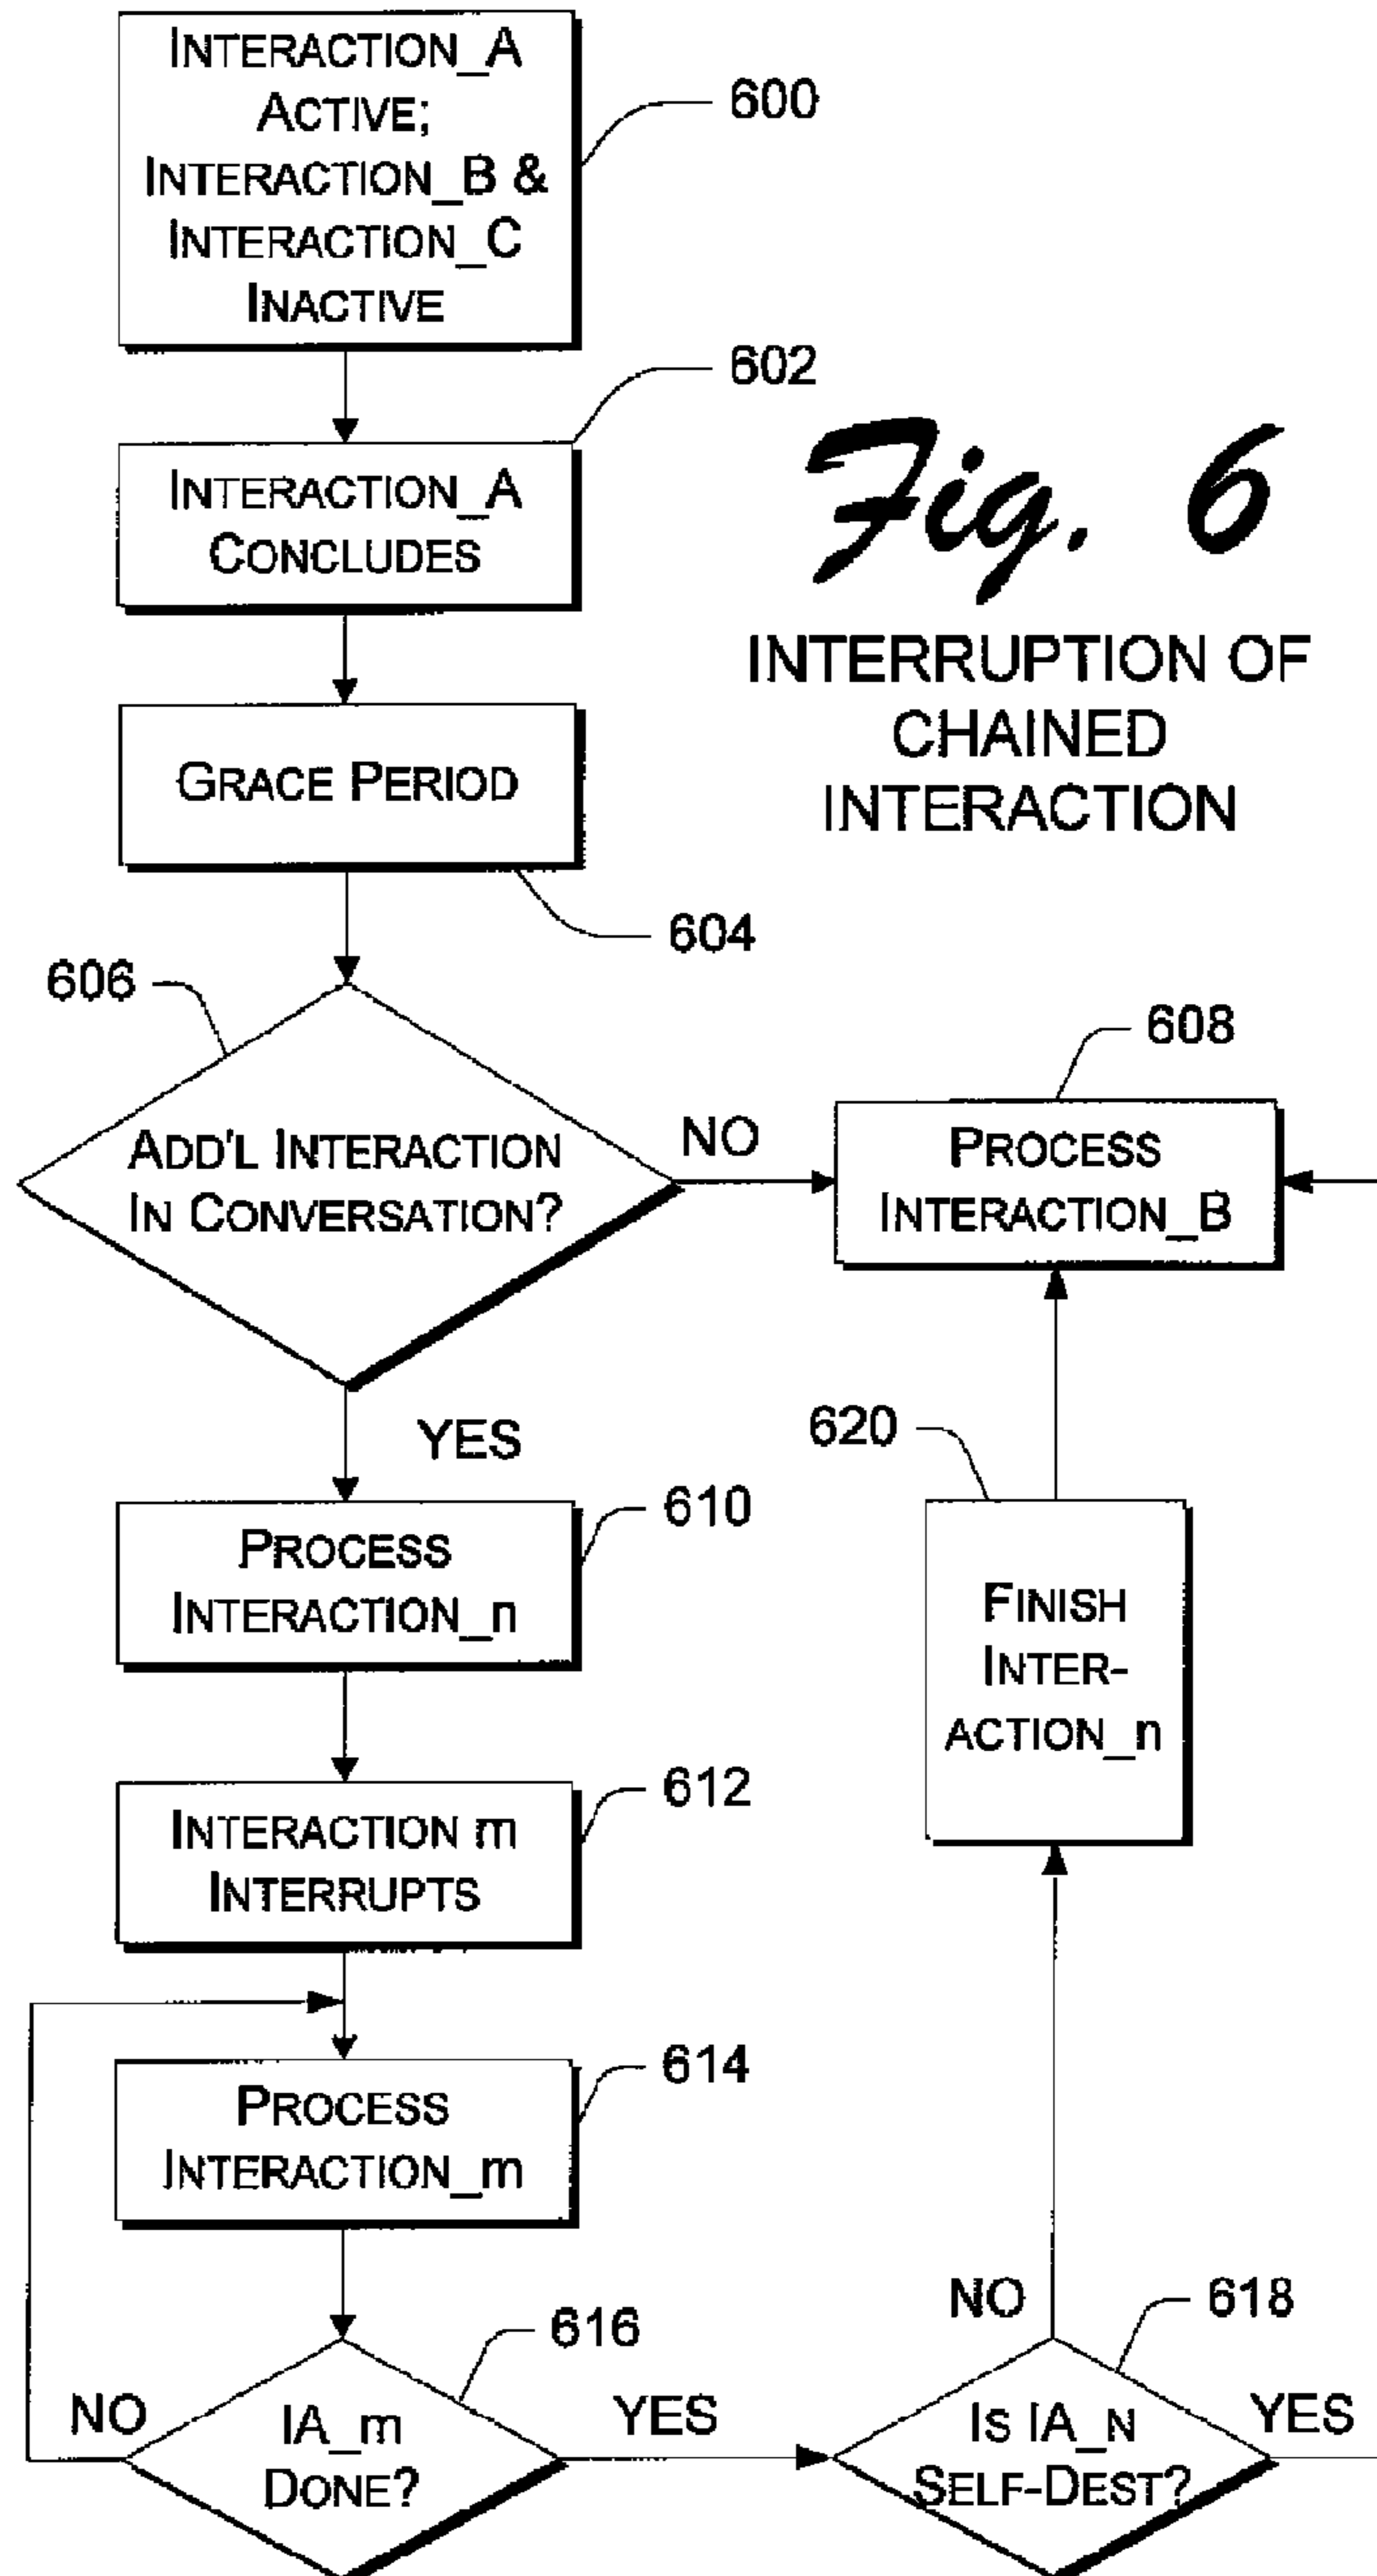 INTERACTION_A
ACTIVE;
INTERACTION_B &
INTERACTION_C
INACTIVE
600
602
INTERACTION_A
CONCLUDES
Fig. 6
INTERRUPTION OF
CHAINED
INTERACTION
GRACE PERIOD
604
606
608
ADD'L INTERACTION
IN CONVERSATION?
NO
PROCESS
INTERACTION_B
YES
620
610
PROCESS
INTERACTION_n
FINISH
INTER-
ACTION_n
612
INTERACTION m
INTERRUPTS
614
PROCESS
INTERACTION_m
616
NO
IA_m
DONE?
YES
NO
618
IS IA_N
SELF-DEST?
YES